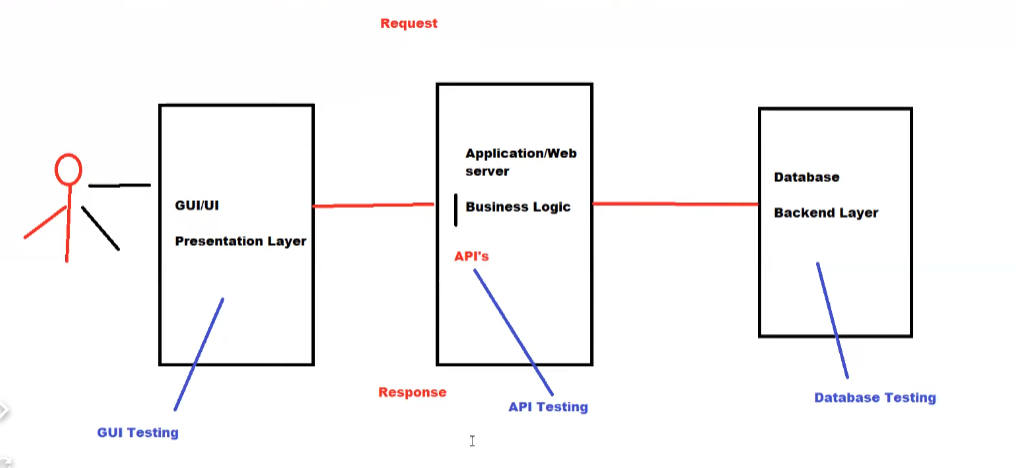 Request
GUI/UI
Presentation Layer
Application/Web
server
Business Logic
API's
Database
Backend Layer
Response
GUI Testing
API Testing
Database Testing